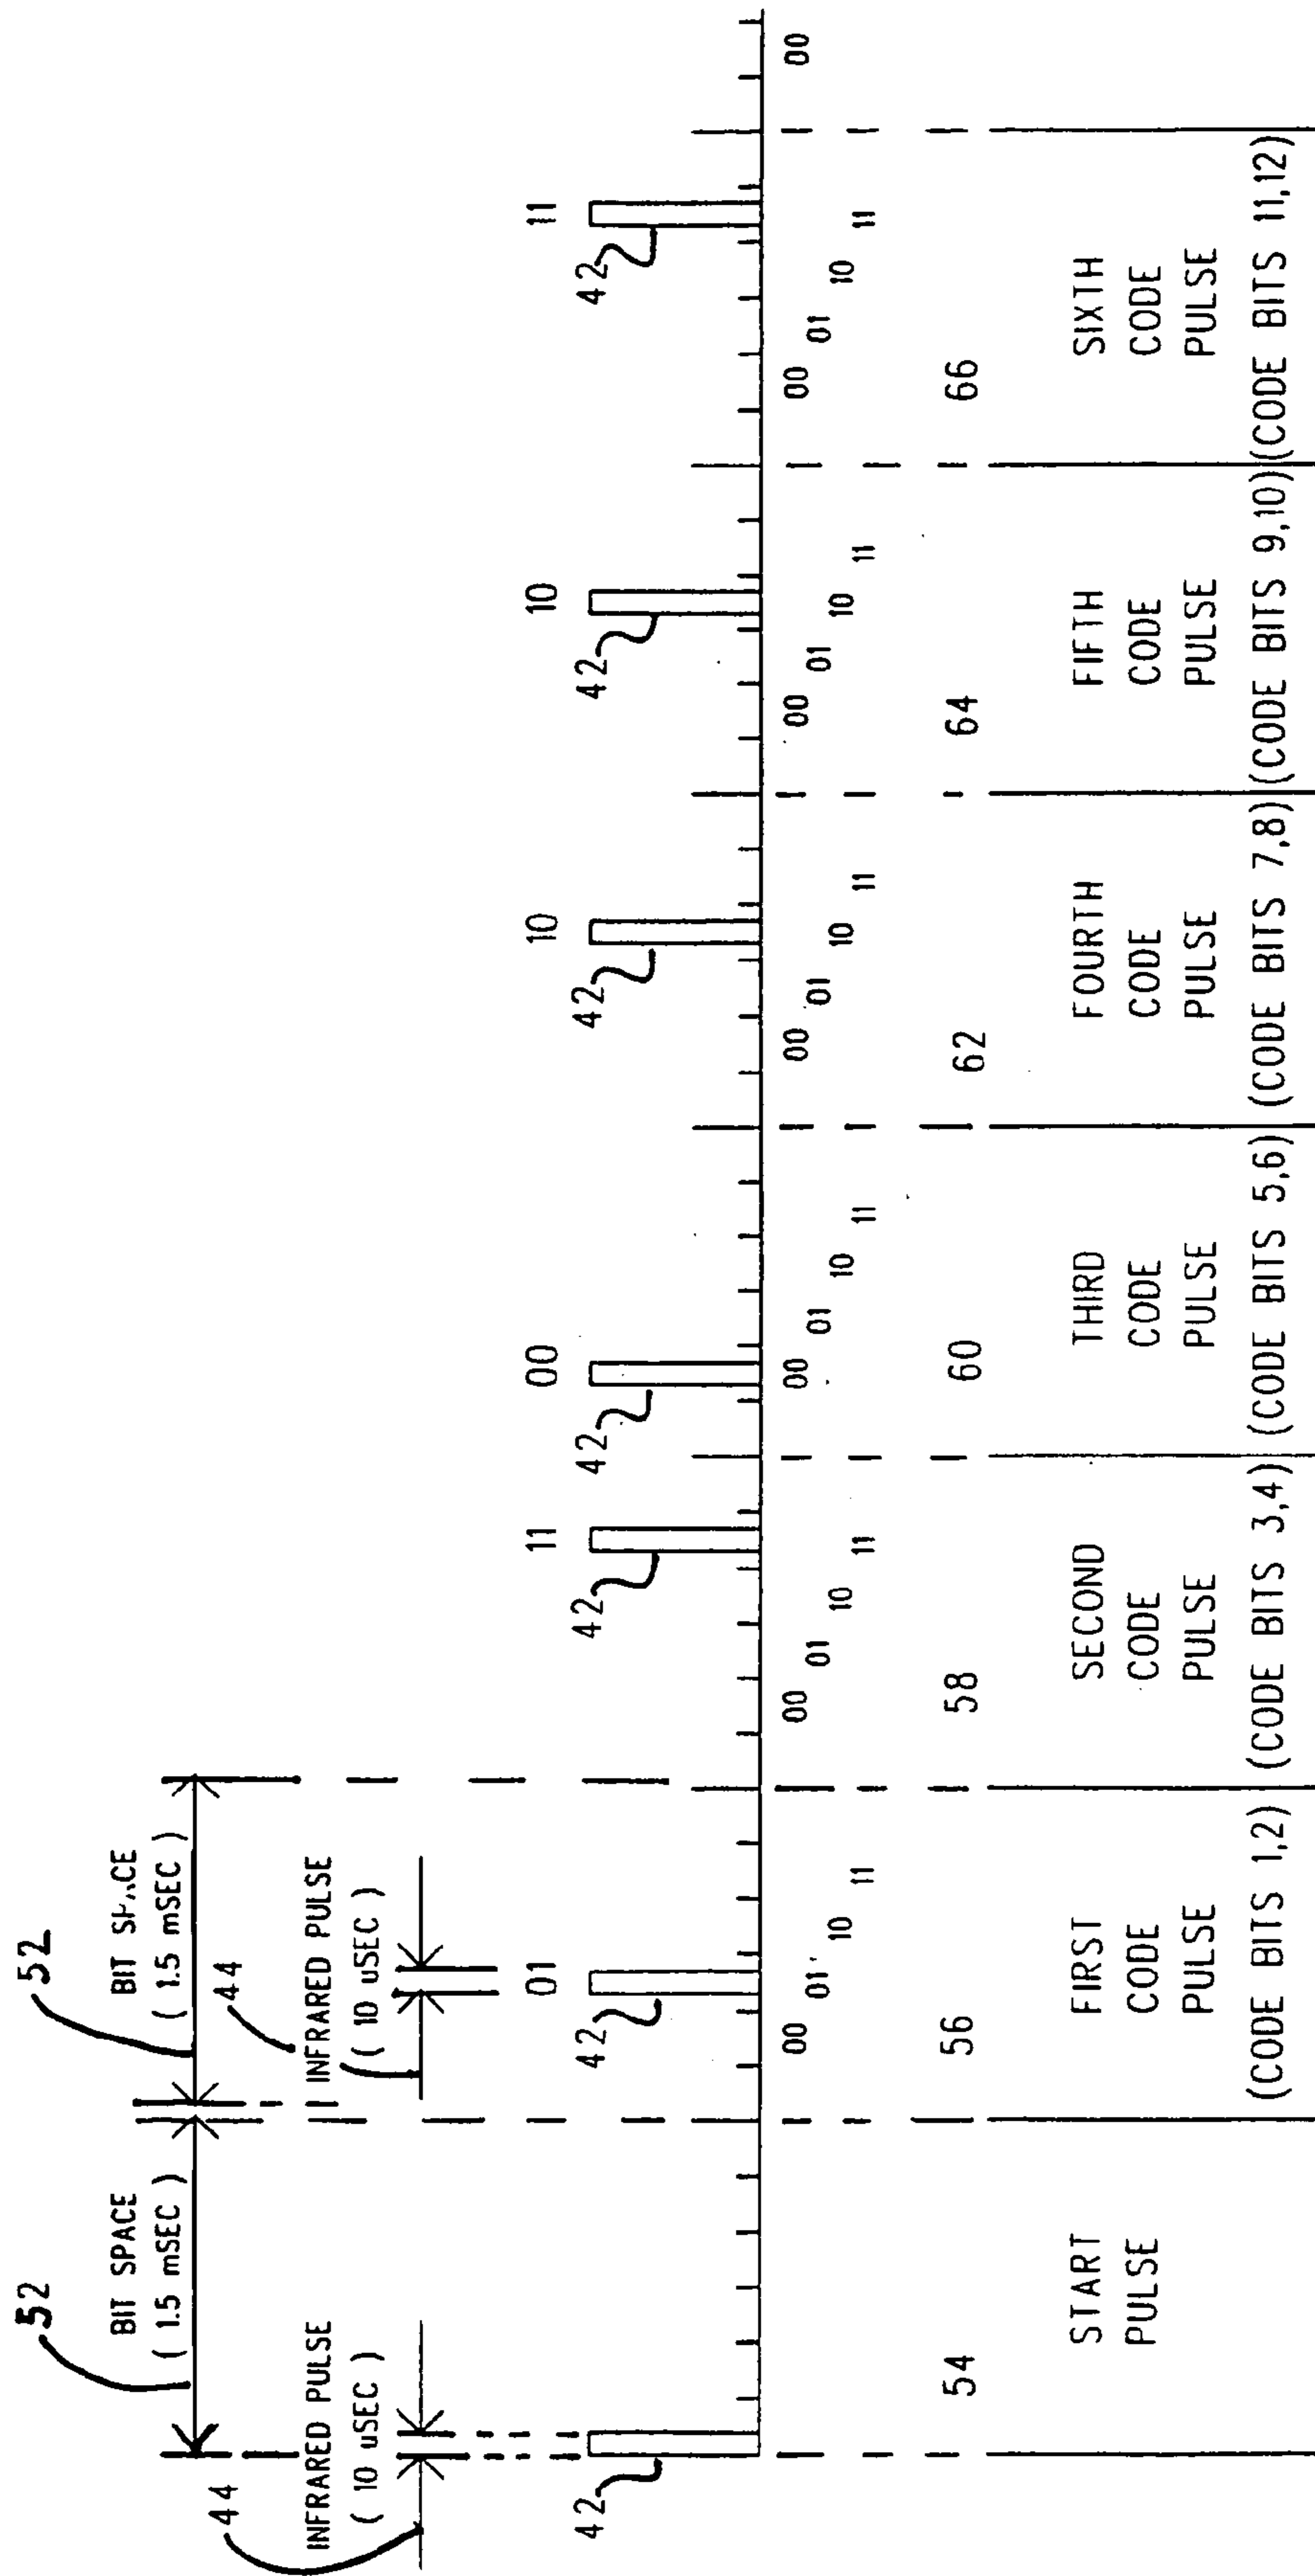 52
52
BIT SPACE
( 1.5 mSEC )
BIT SPACE
( 1.5 mSEC )
44
44
INFRARED PULSE
( 10 uSEC )
INFRARED PULSE
( 10 uSEC )
01
11
00
10
10
11
42
42
42
42
42
42
42
00
01
10
11
00
01
10
11
00
01
10
11
00
01
10
11
00
01
10
11
00
01
10
11
00
54
56
58
60
62
64
66
START
PULSE
FIRST
CODE
PULSE
(CODE BITS 1,2)
SECOND
CODE
PULSE
(CODE BITS 3,4)
THIRD
CODE
PULSE
(CODE BITS 5,6)
FOURTH
CODE
PULSE
(CODE BITS 7,8)
FIFTH
CODE
PULSE
(CODE BITS 9,10)
SIXTH
CODE
PULSE
(CODE BITS 11,12)